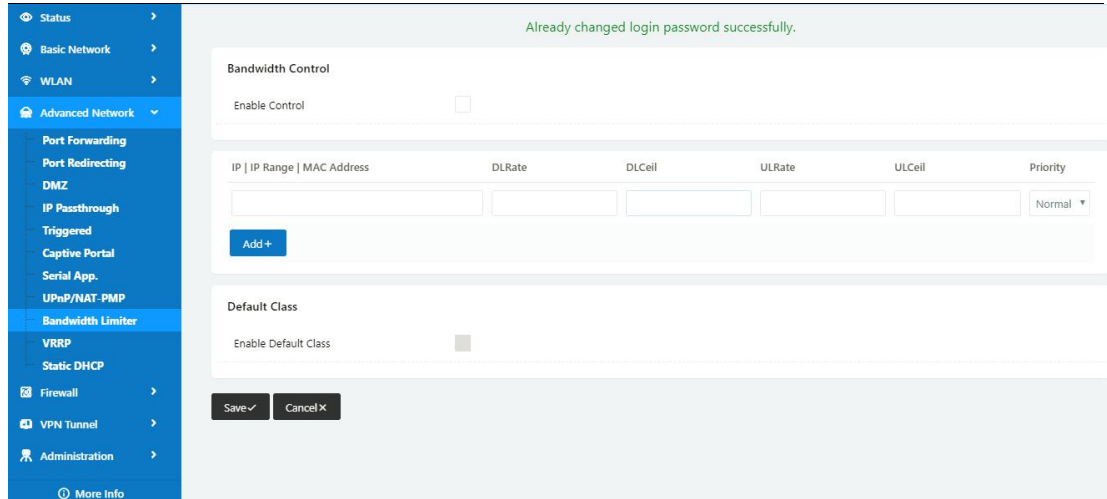 Status
Basic Network
WLAN
Advanced Network
Port Forwarding
Port Redirecting
DMZ
IP Passthrough
Triggered
Captive Portal
Serial App.
UPnP/NAT-PMP
Bandwidth Limiter
VRRP
Static DHCP
Firewall
VPN Tunnel
Administration
More Info
Already changed login password successfully.
Bandwidth Control
Enable Control
IP | IP Range | MAC Address DLRate DLCeil ULRate ULCeil Priority
Normal
Add+
Default Class
Enable Default Class
Save Cancel